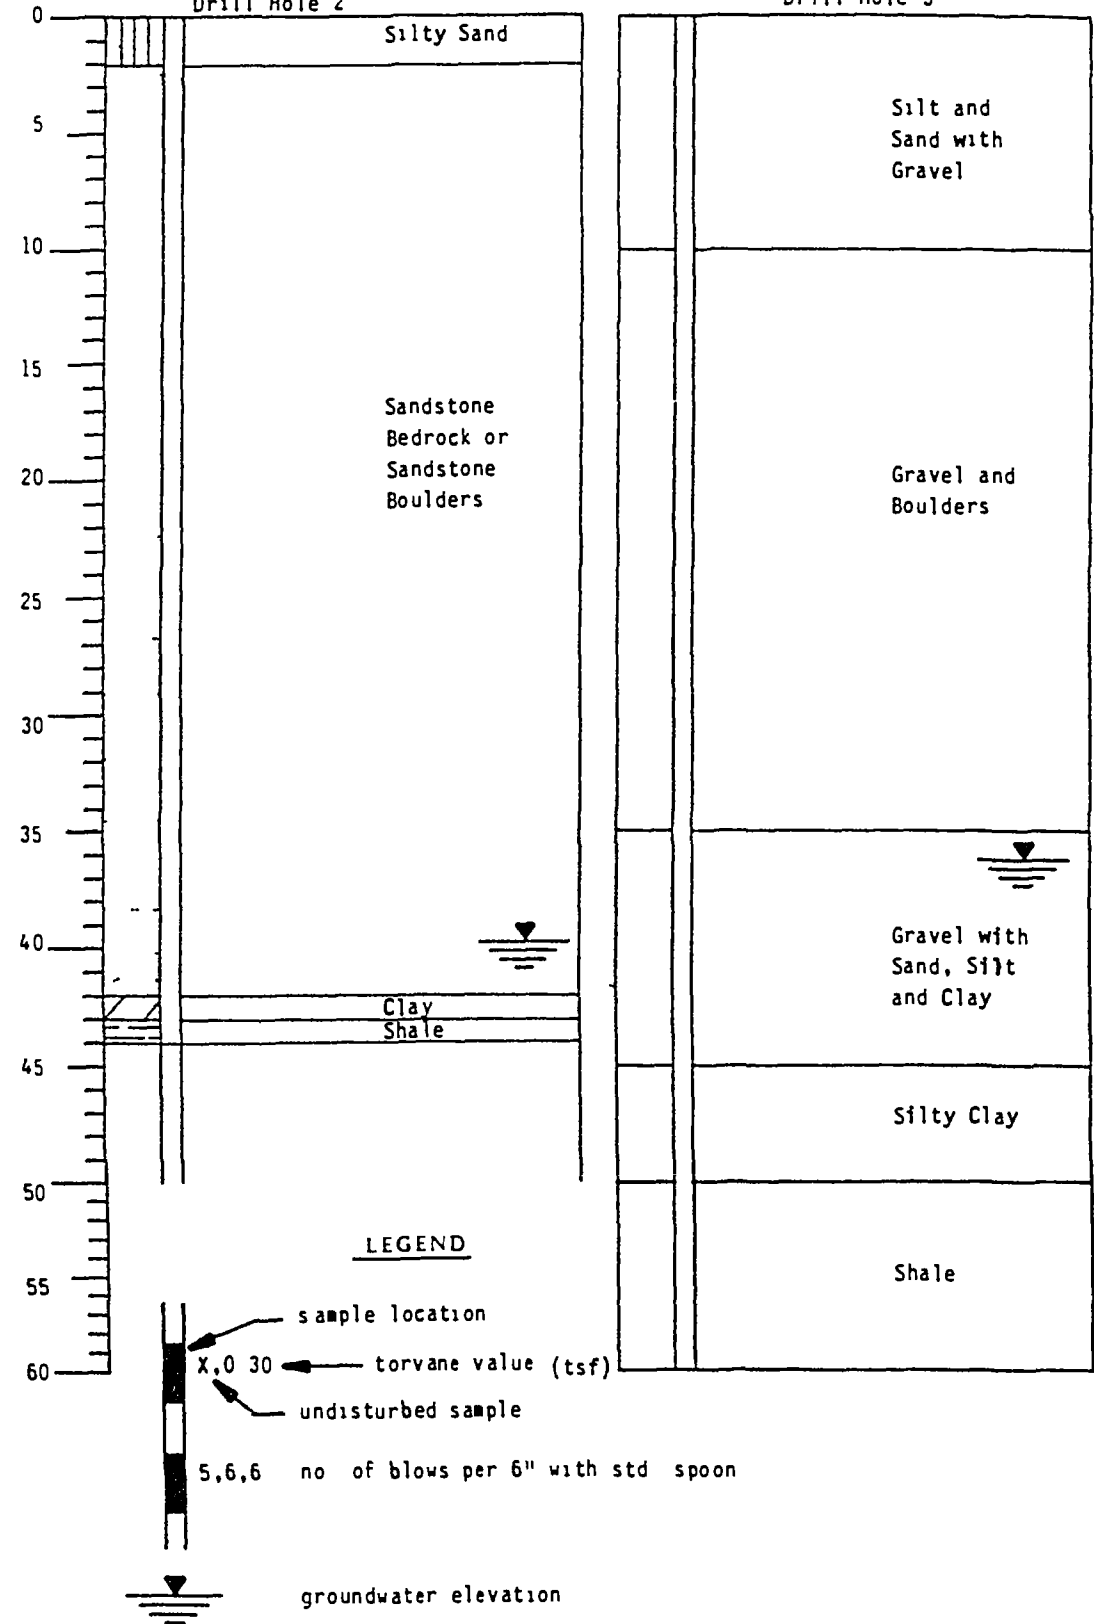 Drill Hole 2
0
5
10
15
20
25
30
35
40
45
50
55
60
Silty Sand
Sandstone
Bedrock or
Sandstone
Boulders
Clay
Shale
Drill Hole
Silt and
Sand with
Gravel
Gravel and
Boulders
Gravel with
Sand, Silt
and Clay
Silty Clay
Shale
LEGEND
sample location
X,0 30
torvane value (tsf)
undisturbed sample
5,6,6 no of blows per 6" with std spoon
groundwater elevation